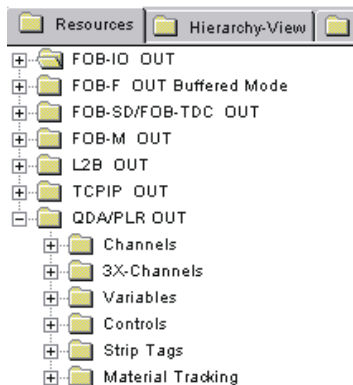 Resources Hierarchy-View
FOB-IO OUT
FOB-F OUT Buffered Mode
FOB-SD/FOB-TDC OUT
FOB-M OUT
L2B OUT
TCPIP OUT
QDA/PLR OUT
Channels
3X-Channels
Variables
Controls
Strip Tags
Material Tracking